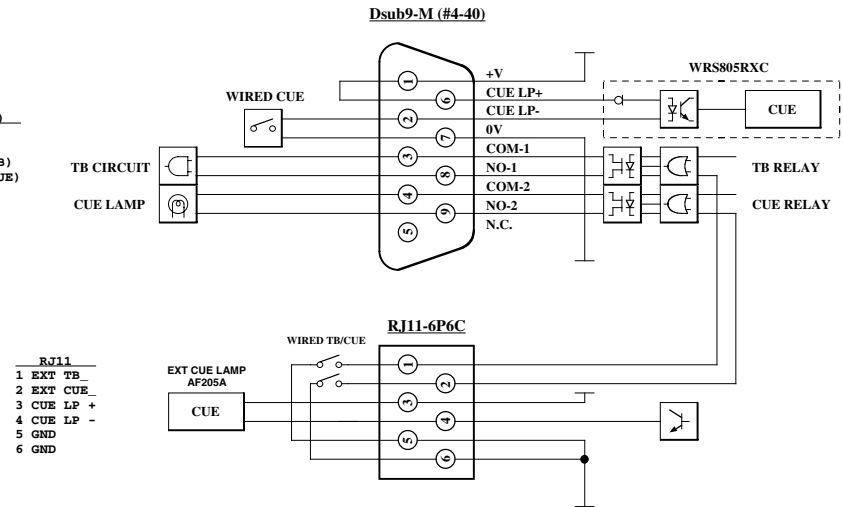 Dsub9-M (#4-40)
+V
CUE LP+
CUE LP-
0V
COM-1
NO-1
COM-2
NO-2
N.C.
1
6
2
7
3
8
4
9
5
WIRED CUE
TB CIRCUIT
CUE LAMP
WRS805RXC
CUE
TB RELAY
CUE RELAY
)
B)
UE)
RJ11-6P6C
WIRED TB/CUE
1
2
3
4
5
6
EXT CUE LAMP
AF205A
CUE
RJ11
1 EXT TB_
2 EXT CUE_
3 CUE LP +
4 CUE LP -
5 GND
6 GND